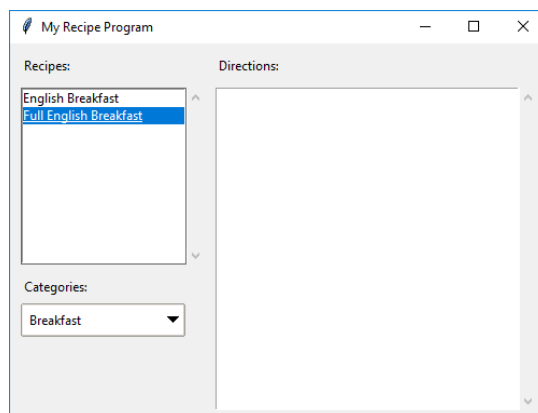 My Recipe Program
Recipes:
Directions:
English Breakfast
Full English Breakfast
Categories:
Breakfast